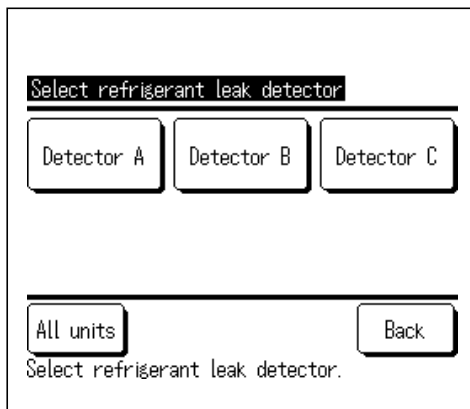 Select refrigerant leak detector
Detector A Detector B Detector C
All units Back
Select refrigerant leak detector.